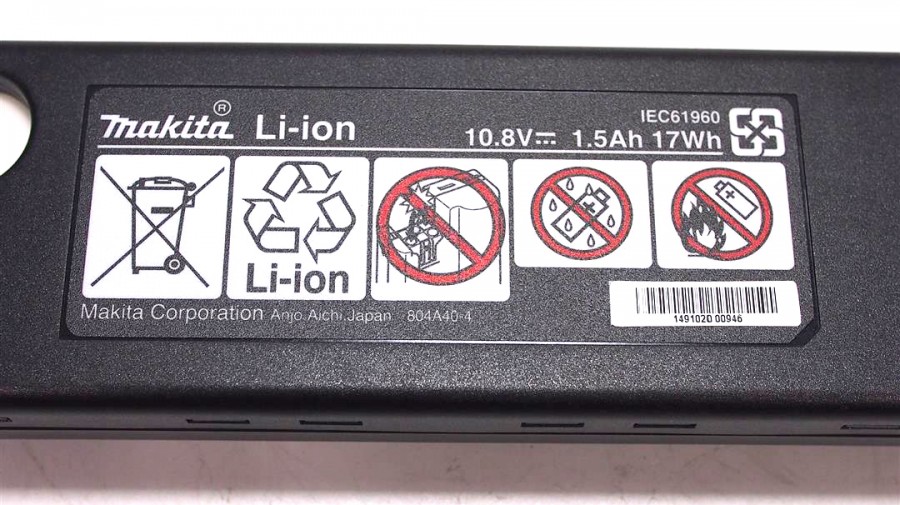 Makita® Li-ion
IEC61960
10.8V⎓ 1.5Ah 17Wh
Li-ion
Makita Corporation Anjo, Aichi, Japan 804A40-4
1491020 00946